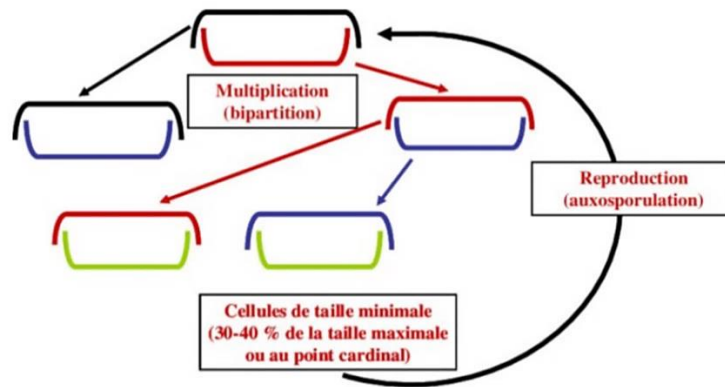 Multiplication
(bipartition)
Reproduction
(auxosporulation)
Cellules de taille minimale
(30-40 % de la taille maximale
ou au point cardinal)